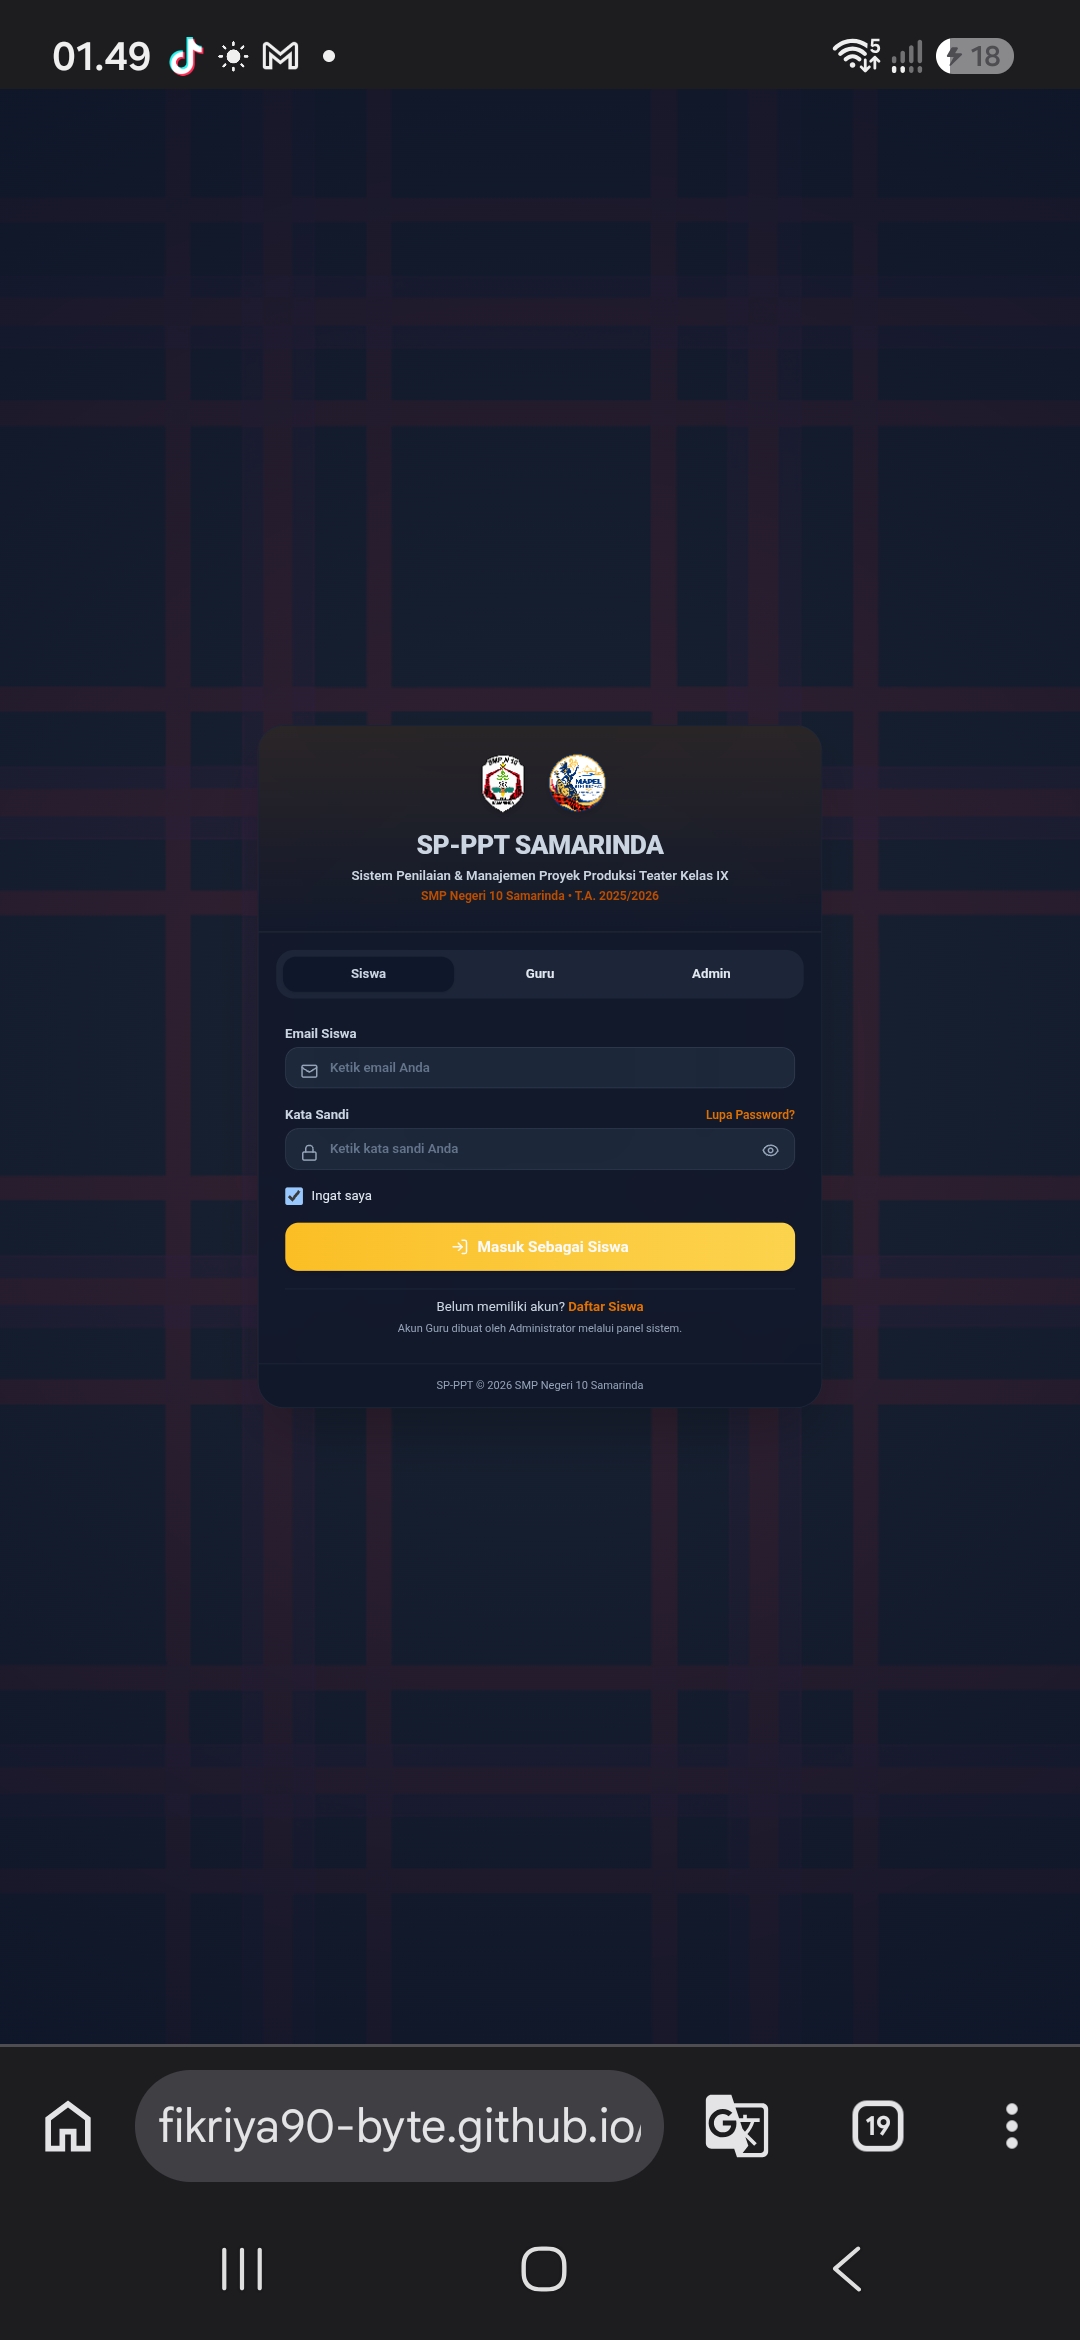 01.49
5
18
SMP N 10
MAPEL
SP-PPT SAMARINDA
Sistem Penilaian & Manajemen Proyek Produksi Teater Kelas IX
SMP Negeri 10 Samarinda • T.A. 2025/2026
Siswa Guru Admin
Email Siswa
Ketik email Anda
Kata Sandi Lupa Password?
Ketik kata sandi Anda
Ingat saya
Masuk Sebagai Siswa
Belum memiliki akun? Daftar Siswa
Akun Guru dibuat oleh Administrator melalui panel sistem.
SP-PPT © 2026 SMP Negeri 10 Samarinda
fikriya90-byte.github.io/
19